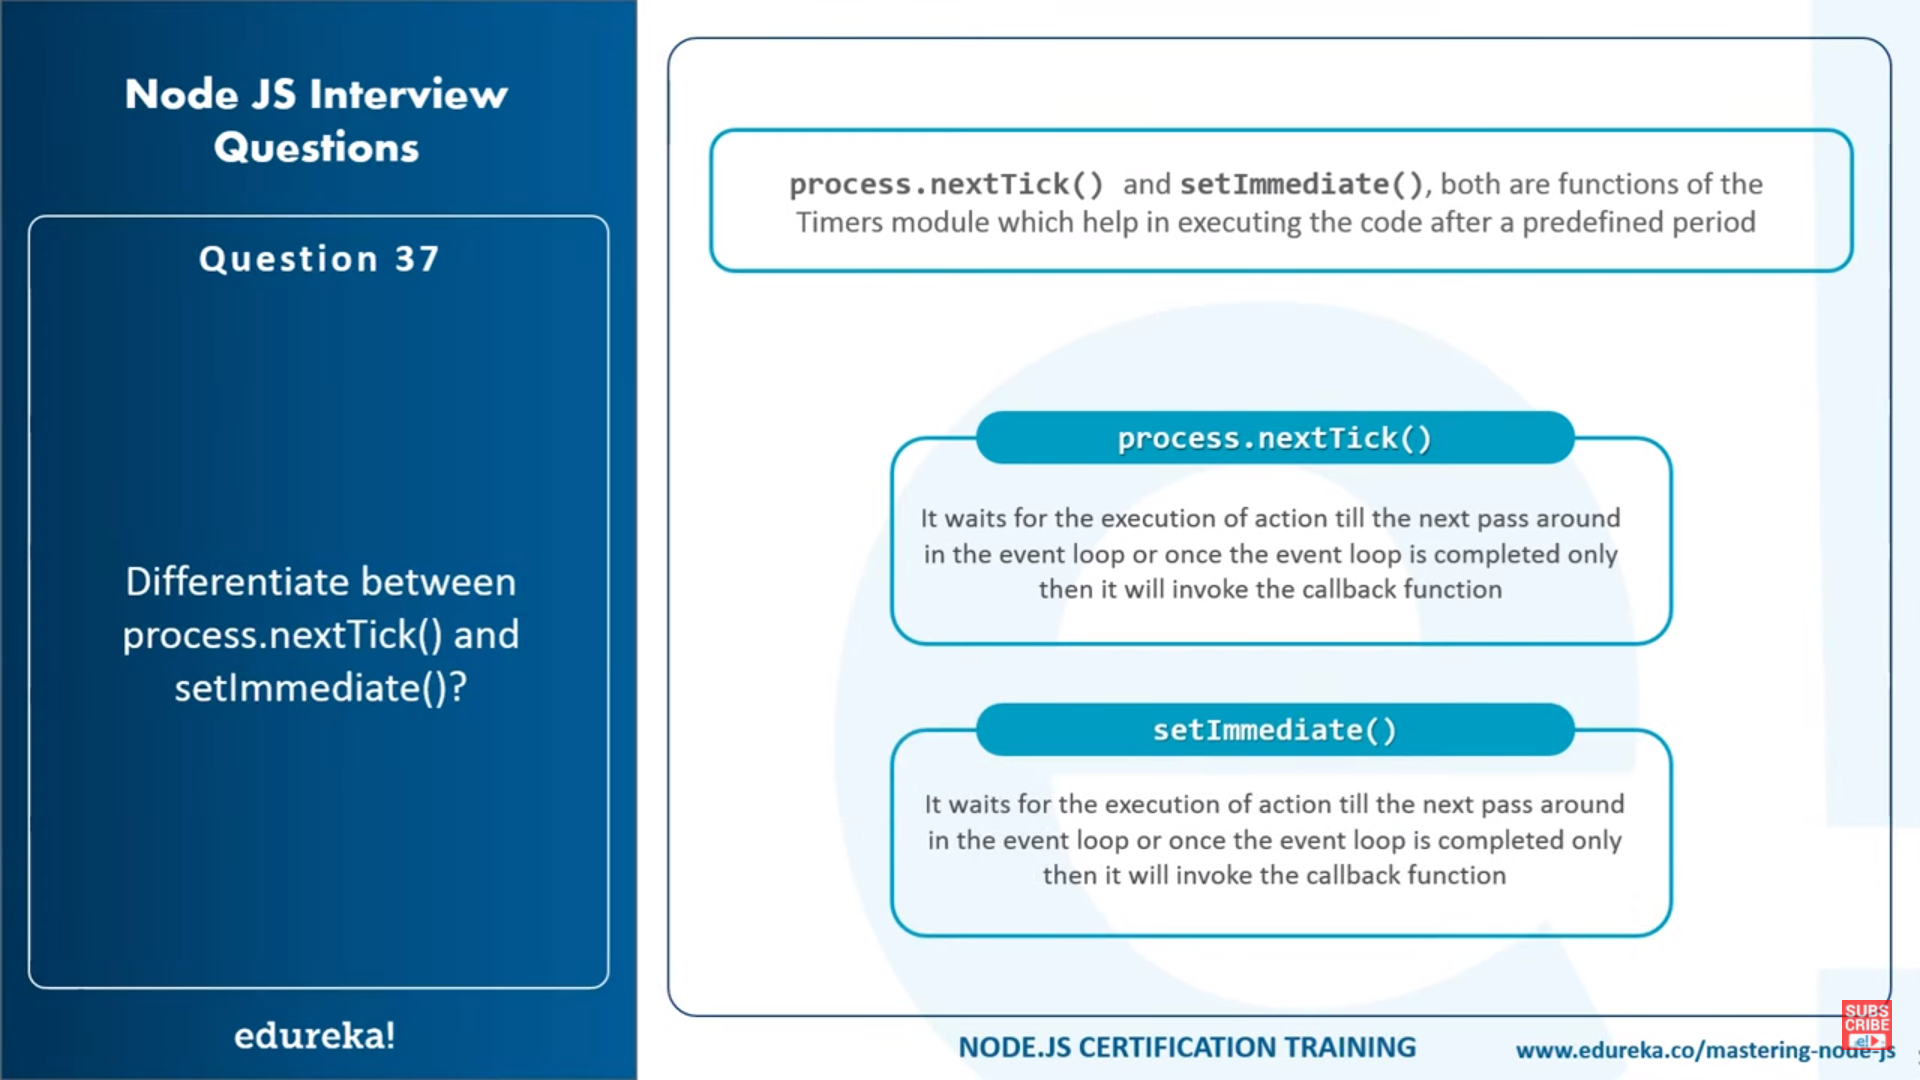 Node JS Interview
Questions
Question 37
Differentiate between
process.nextTick() and
setImmediate()?
edureka!
process.nextTick() and setImmediate(), both are functions of the
Timers module which help in executing the code after a predefined period
process.nextTick()
It waits for the execution of action till the next pass around
in the event loop or once the event loop is completed only
then it will invoke the callback function
setImmediate()
It waits for the execution of action till the next pass around
in the event loop or once the event loop is completed only
then it will invoke the callback function
NODE.JS CERTIFICATION TRAINING
www.edureka.co/mastering-node-js
SUBS
CRIBE
e!